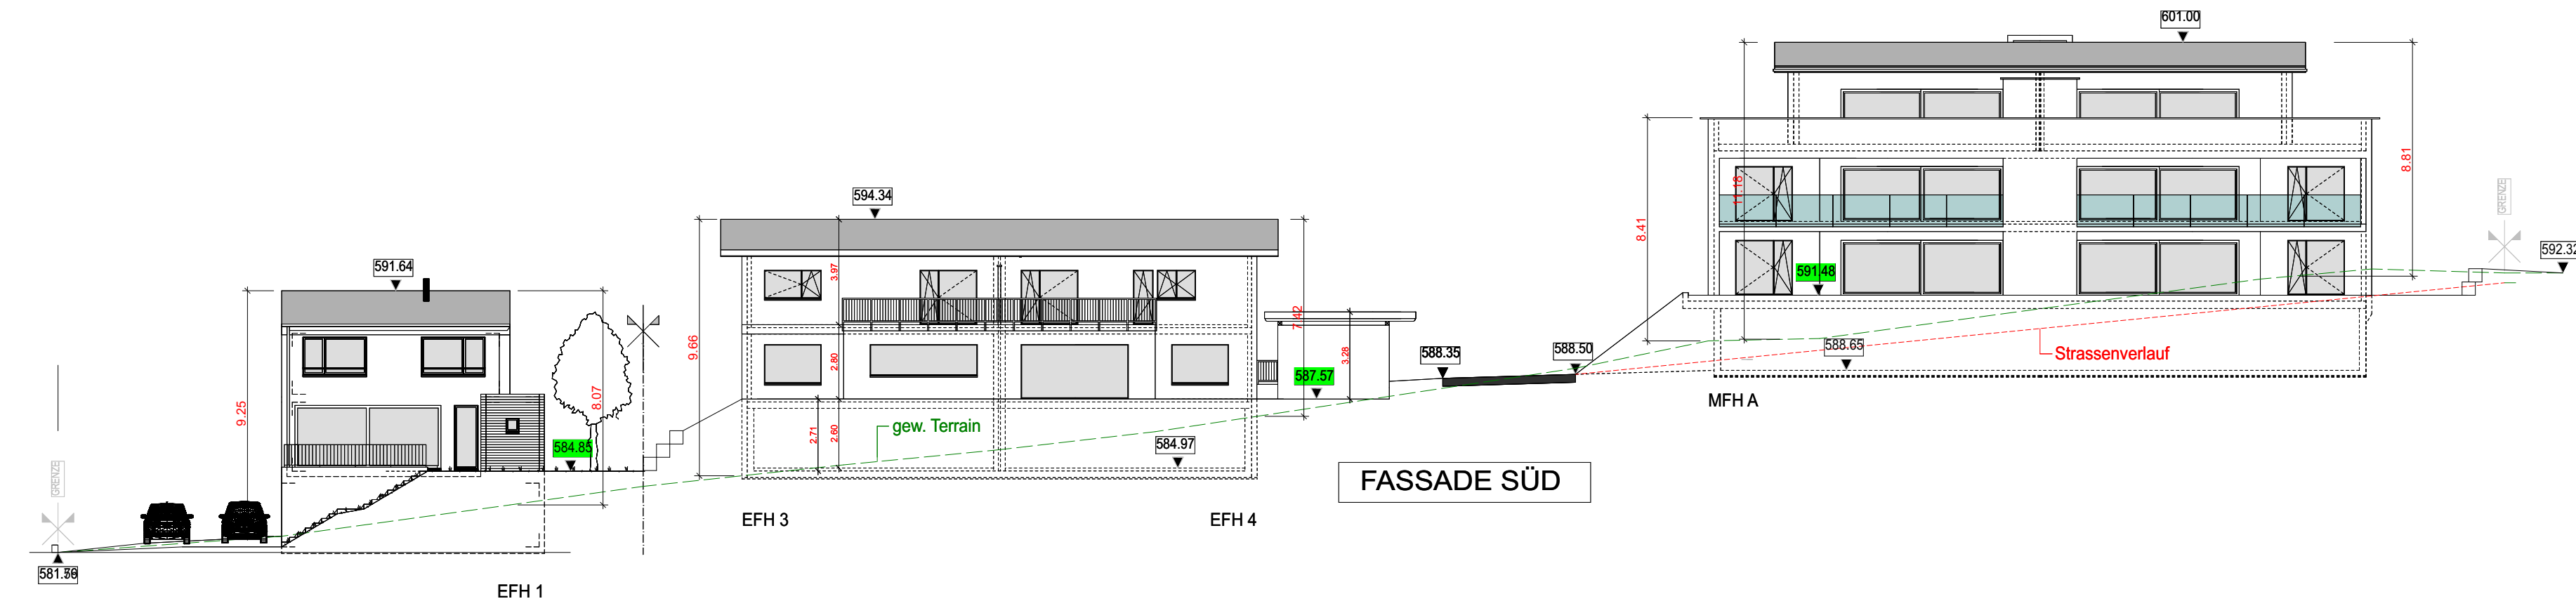 601.00
GRENZE
592.32
8.81
11.18
8.41
591.48
588.65
Strassenverlauf
MFH A
594.34
9.66
3.97
2.80
2.71
2.60
7.42
3.28
587.57
588.35
588.50
gew. Terrain
584.97
EFH 3
EFH 4
FASSADE SÜD
591.64
9.25
8.07
584.85
GRENZE
EFH 1